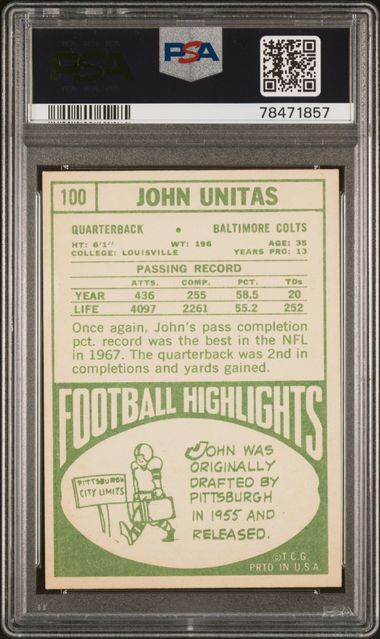 PSA PSA
78471857
100 JOHN UNITAS
QUARTERBACK • BALTIMORE COLTS
HT: 6'1" WT: 196 AGE: 35
COLLEGE: LOUISVILLE YEARS PRO: 13
PASSING RECORD
ATTS. COMP. PCT. TDs
YEAR 436 255 58.5 20
LIFE 4097 2261 55.2 252
Once again, John's pass completion
pct. record was the best in the NFL
in 1967. The quarterback was 2nd in
completions and yards gained.
FOOTBALL HIGHLIGHTS
PITTSBURGH
CITY LIMITS
JOHN WAS
ORIGINALLY
DRAFTED BY
PITTSBURGH
IN 1955 AND
RELEASED.
©T.C.G.
PRTD IN U.S.A.
PSA